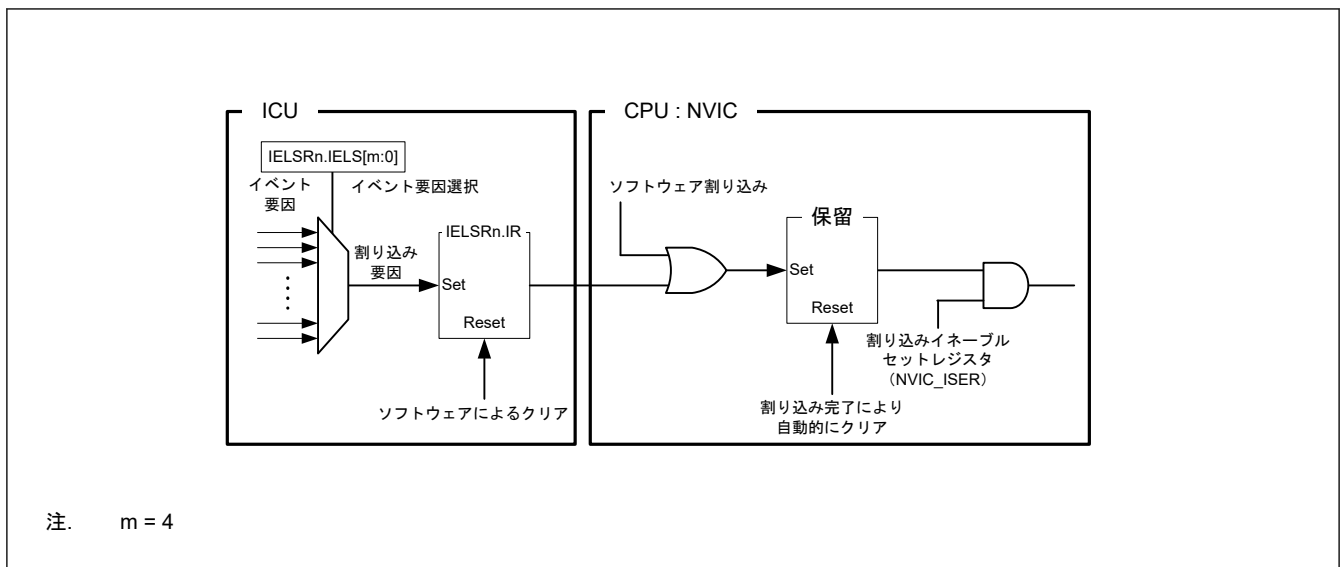 ICU
IELSRn.IELS[m:0]
イベント
要因
イベント要因選択
割り込み
要因
IELSRn.IR
Set
Reset
ソフトウェアによるクリア
CPU : NVIC
ソフトウェア割り込み
保留
Set
Reset
割り込み完了により
自動的にクリア
割り込みイネーブル
セットレジスタ
（NVIC_ISER）
注. m = 4